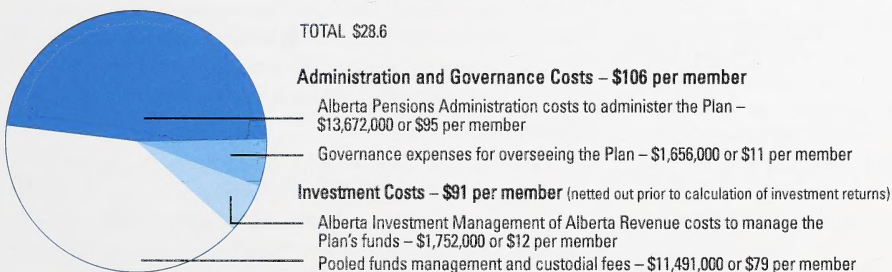 TOTAL $28.6
Administration and Governance Costs – $106 per member
Alberta Pensions Administration costs to administer the Plan –
$13,672,000 or $95 per member
Governance expenses for overseeing the Plan – $1,656,000 or $11 per member
Investment Costs – $91 per member (netted out prior to calculation of investment returns)
Alberta Investment Management of Alberta Revenue costs to manage the
Plan's funds – $1,752,000 or $12 per member
Pooled funds management and custodial fees – $11,491,000 or $79 per member